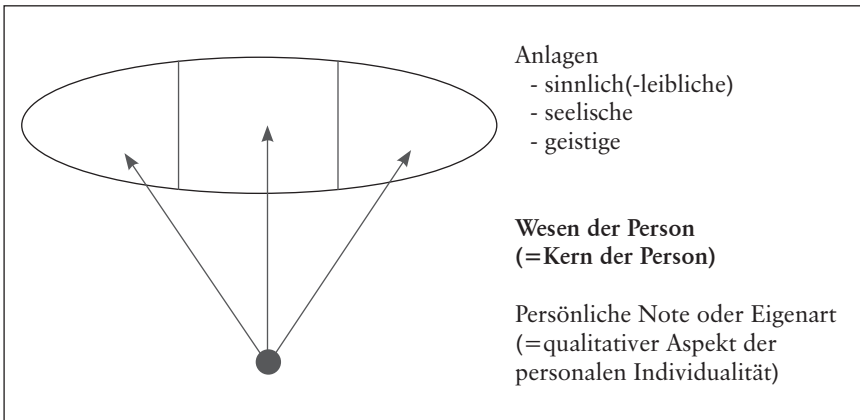 Anlagen
- sinnlich(-leibliche)
- seelische
- geistige
Wesen der Person
(=Kern der Person)
Persönliche Note oder Eigenart
(=qualitativer Aspekt der
personalen Individualität)